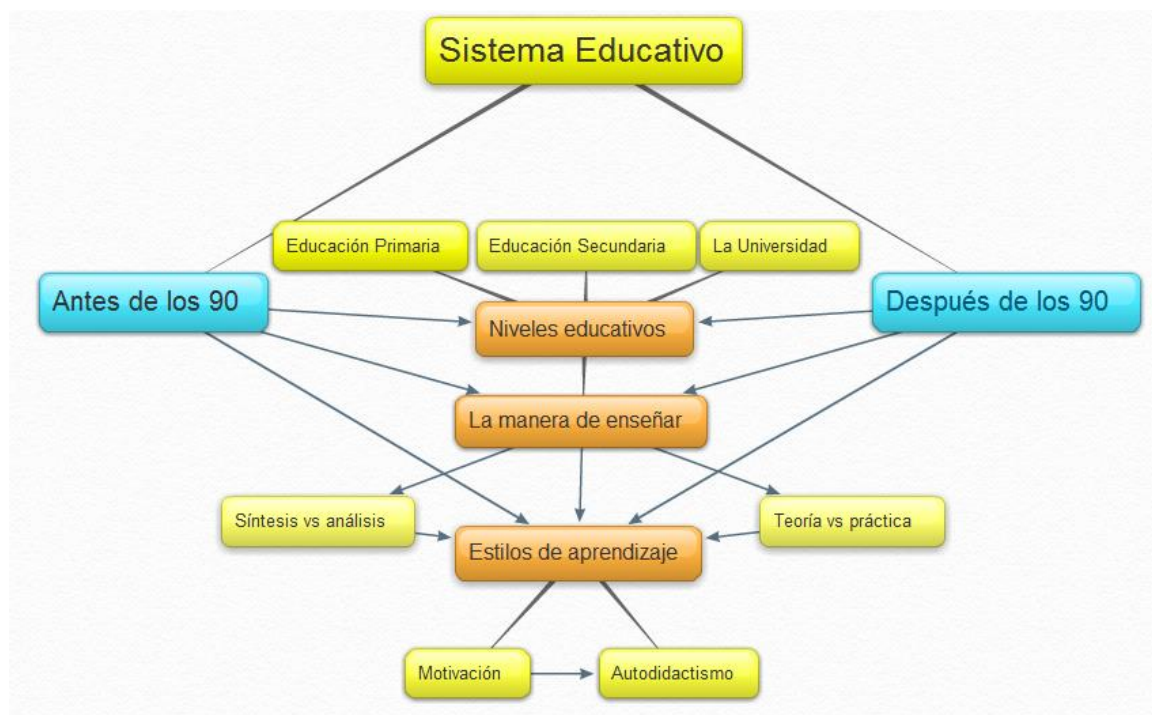 Sistema Educativo
Educación Primaria
Educación Secundaria
La Universidad
Antes de los 90
Después de los 90
Niveles educativos
La manera de enseñar
Síntesis vs análisis
Teoría vs práctica
Estilos de aprendizaje
Motivación
Autodidactismo